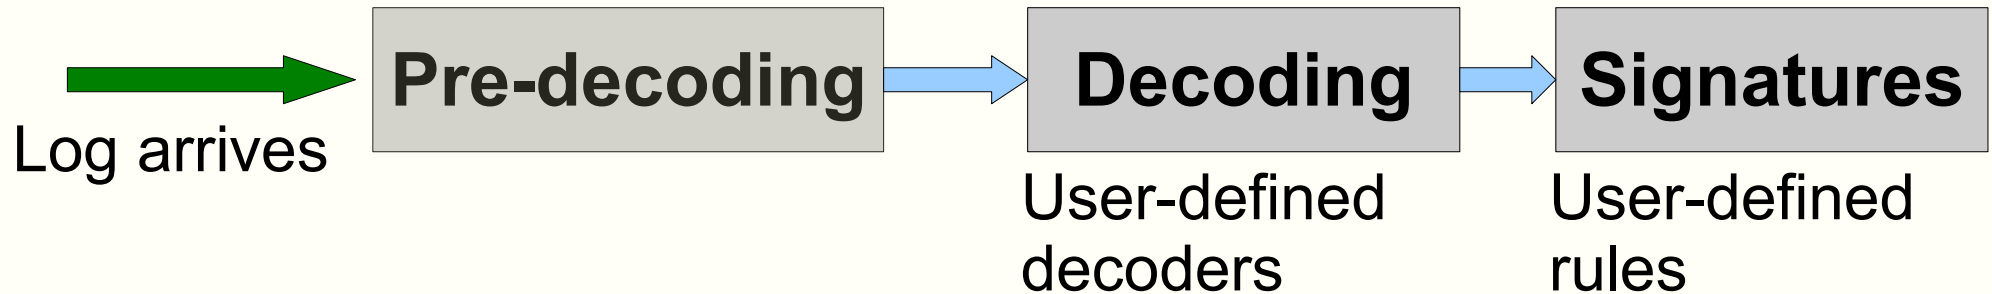 Pre-decoding
Decoding
Signatures
Log arrives
User-defined
decoders
User-defined
rules